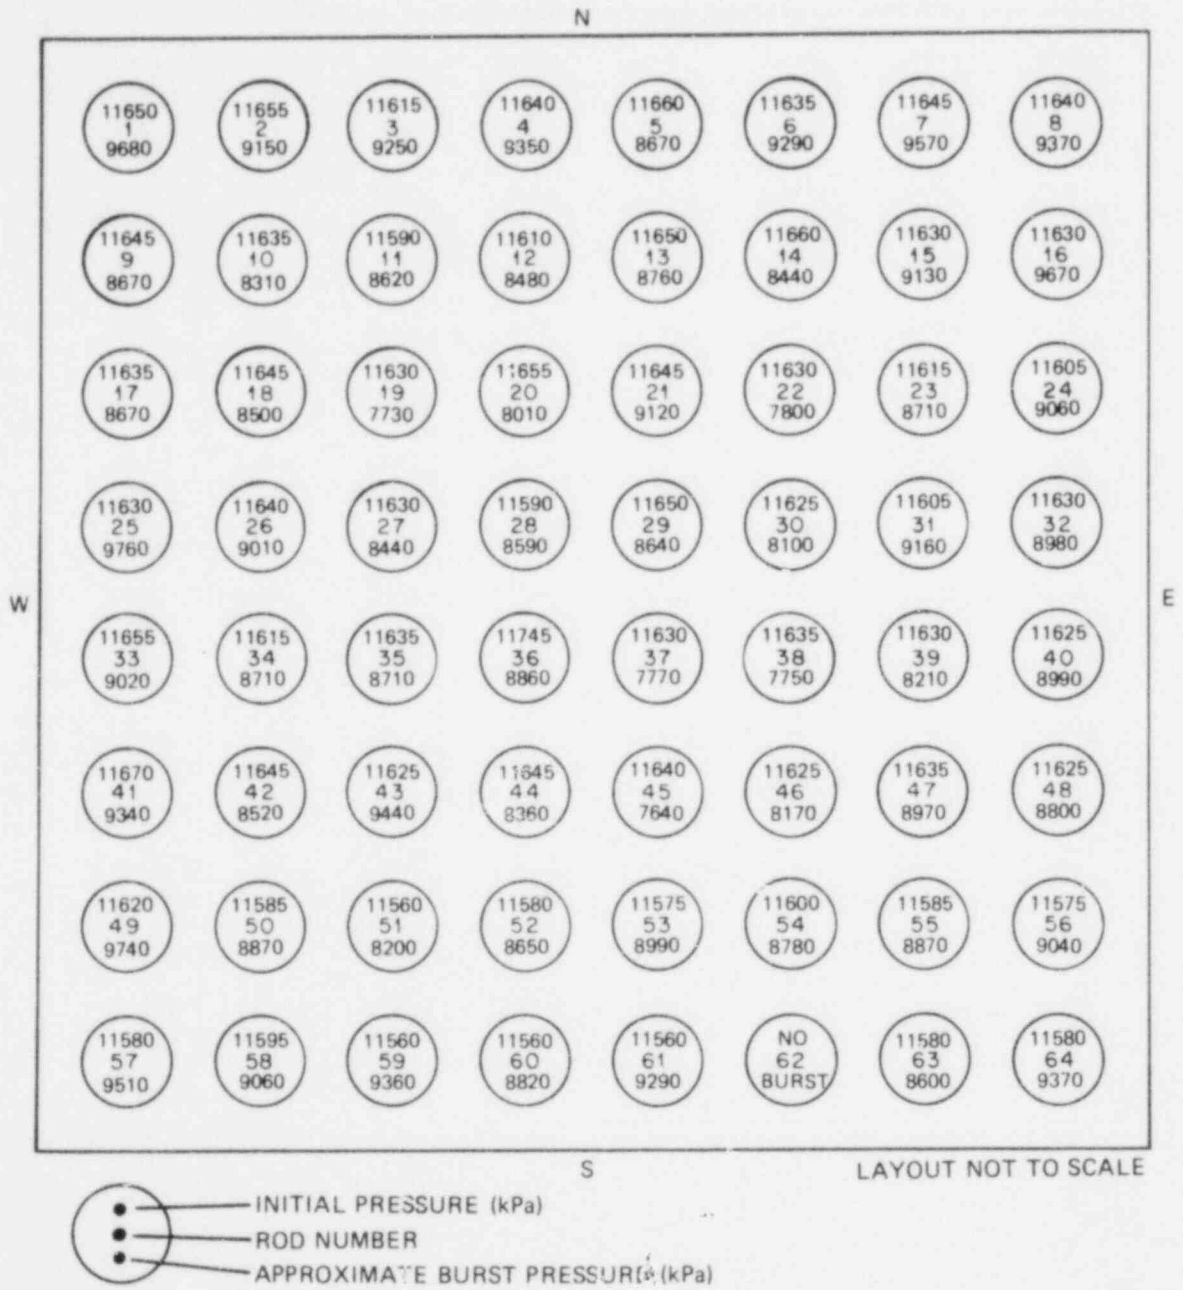 N
11650 11655 11615 11640 11660 11635 11645 11640
1 2 3 4 5 6 7 8
9680 9150 9250 9350 8670 9290 9570 9370
11645 11635 11590 11610 11650 11660 11630 11630
9 10 11 12 13 14 15 16
8670 8310 8620 8480 8760 8440 9130 9670
11635 11645 11630 11655 11645 11630 11615 11605
17 18 19 20 21 22 23 24
8670 8500 7730 8010 9120 7800 8710 9060
11630 11640 11630 11590 11650 11625 11605 11630
25 26 27 28 29 30 31 32
9760 9010 8440 8590 8640 8100 9160 8980
W E
11655 11615 11635 11745 11630 11635 11630 11625
33 34 35 36 37 38 39 40
9020 8710 8710 8860 7770 7750 8210 8990
11670 11645 11625 11645 11640 11625 11635 11625
41 42 43 44 45 46 47 48
9340 8520 9440 8360 7640 8170 8970 8800
11620 11585 11560 11580 11575 11600 11585 11575
49 50 51 52 53 54 55 56
9740 8870 8200 8650 8990 8780 8870 9040
11580 11595 11560 11560 11560 NO 11580 11580
57 58 59 60 61 62 63 64
9510 9060 9360 8820 9290 BURST 8600 9370
S
LAYOUT NOT TO SCALE
INITIAL PRESSURE (kPa)
ROD NUMBER
APPROXIMATE BURST PRESSURE (kPa)